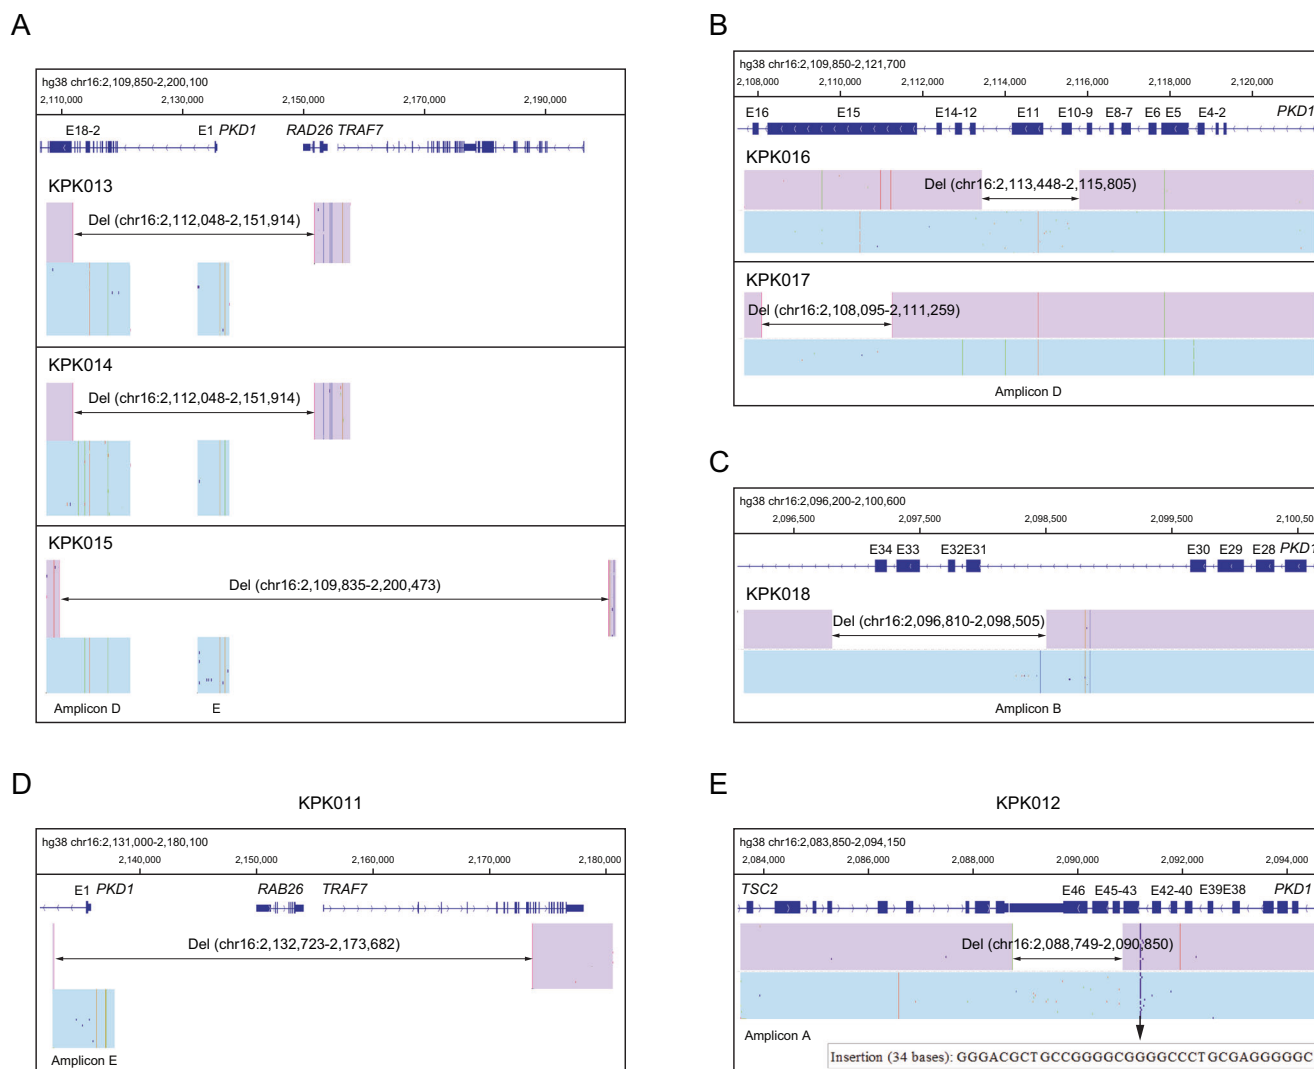 A
hg38 chr16:2,109,850-2,200,100
2,110,000 2,130,000 2,150,000 2,170,000 2,190,000
E18-2 E1 PKD1 RAD26 TRAF7
KPK013
Del (chr16:2,112,048-2,151,914)
KPK014
Del (chr16:2,112,048-2,151,914)
KPK015
Del (chr16:2,109,835-2,200,473)
Amplicon D E
B
hg38 chr16:2,109,850-2,121,700
2,108,000 2,110,000 2,112,000 2,114,000 2,116,000 2,118,000 2,120,000
E16 E15 E14-12 E11 E10-9 E8-7 E6 E5 E4-2 PKD1
KPK016
Del (chr16:2,113,448-2,115,805)
KPK017
Del (chr16:2,108,095-2,111,259)
Amplicon D
C
hg38 chr16:2,096,200-2,100,600
2,096,500 2,097,500 2,098,500 2,099,500 2,100,50
E34 E33 E32E31 E30 E29 E28 PKD1
KPK018
Del (chr16:2,096,810-2,098,505)
Amplicon B
D
KPK011
hg38 chr16:2,131,000-2,180,100
2,140,000 2,150,000 2,160,000 2,170,000 2,180,000
E1 PKD1 RAB26 TRAF7
Del (chr16:2,132,723-2,173,682)
Amplicon E
E
KPK012
hg38 chr16:2,083,850-2,094,150
2,084,000 2,086,000 2,088,000 2,090,000 2,092,000 2,094,000
TSC2 E46 E45-43 E42-40 E39E38 PKD1
Del (chr16:2,088,749-2,090,850)
Amplicon A
Insertion (34 bases): GGGACGCTGCCGGGGCGGGGCCCTGCGAGGGGGC